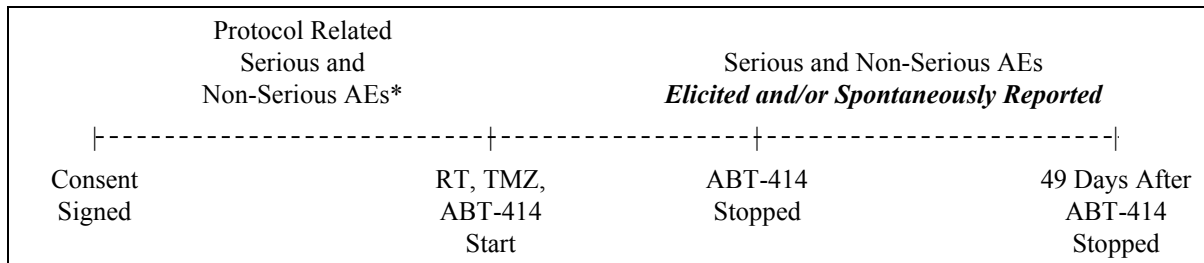 Protocol Related
Serious and
Non-Serious AEs*
Serious and Non-Serious AEs
Elicited and/or Spontaneously Reported
Consent
Signed
RT, TMZ,
ABT-414
Start
ABT-414
Stopped
49 Days After
ABT-414
Stopped